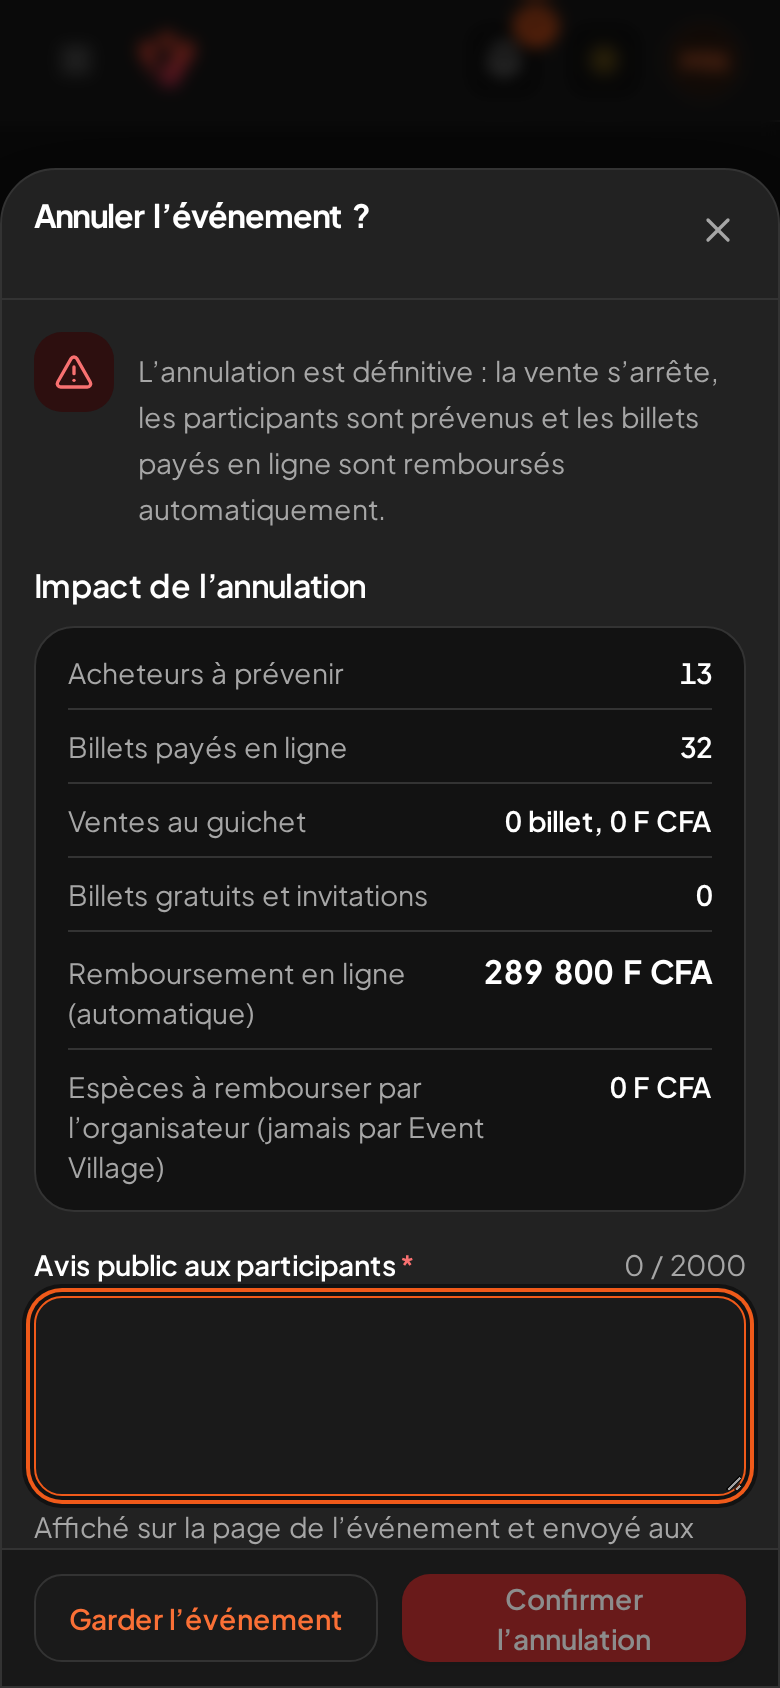 Annuler l’événement ?
L’annulation est définitive : la vente s’arrête,
les participants sont prévenus et les billets
payés en ligne sont remboursés
automatiquement.
Impact de l’annulation
Acheteurs à prévenir 13
Billets payés en ligne 32
Ventes au guichet 0 billet, 0 F CFA
Billets gratuits et invitations 0
Remboursement en ligne 289 800 F CFA
(automatique)
Espèces à rembourser par 0 F CFA
l’organisateur (jamais par Event
Village)
Avis public aux participants * 0 / 2000
Affiché sur la page de l’événement et envoyé aux
Garder l’événement
Confirmer
l’annulation